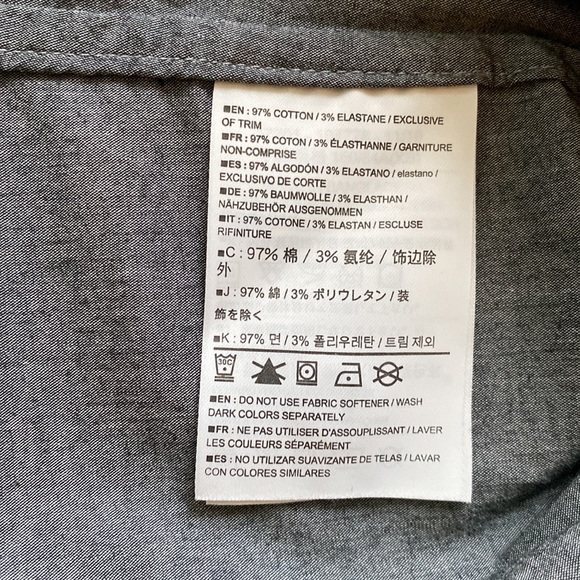 ■EN : 97% COTTON / 3% ELASTANE / EXCLUSIVE
OF TRIM
■FR : 97% COTON / 3% ÉLASTHANNE / GARNITURE
NON-COMPRISE
■ES : 97% ALGODÓN / 3% ELASTANO / elastano /
EXCLUSIVO DE CORTE
■DE : 97% BAUMWOLLE / 3% ELASTHAN /
NÄHZUBEHÖR AUSGENOMMEN
■IT : 97% COTONE / 3% ELASTAN / ESCLUSE
RIFINITURE
■C : 97% 棉 / 3% 氨纶 / 饰边除
外
■J : 97% 綿 / 3% ポリウレタン / 装
飾を除く
■K : 97% 면 / 3% 폴리우레탄 / 트림 제외
30C
■EN : DO NOT USE FABRIC SOFTENER / WASH
DARK COLORS SEPARATELY
■FR : NE PAS UTILISER D'ASSOUPLISSANT / LAVER
LES COULEURS SÉPARÉMENT
■ES : NO UTILIZAR SUAVIZANTE DE TELAS / LAVAR
CON COLORES SIMILARES